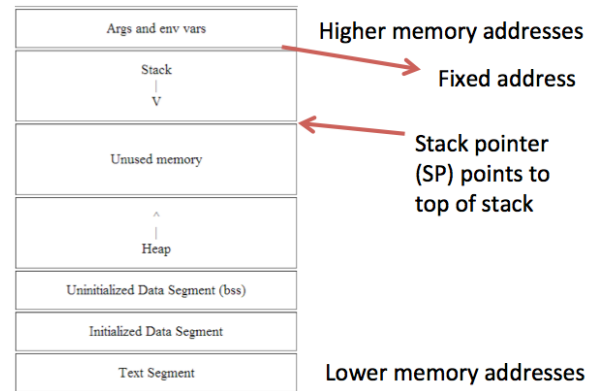 Args and env vars
Higher memory addresses
Stack
|
V
Fixed address
Stack pointer
(SP) points to
top of stack
Unused memory
^
|
Heap
Uninitialized Data Segment (bss)
Initialized Data Segment
Text Segment
Lower memory addresses